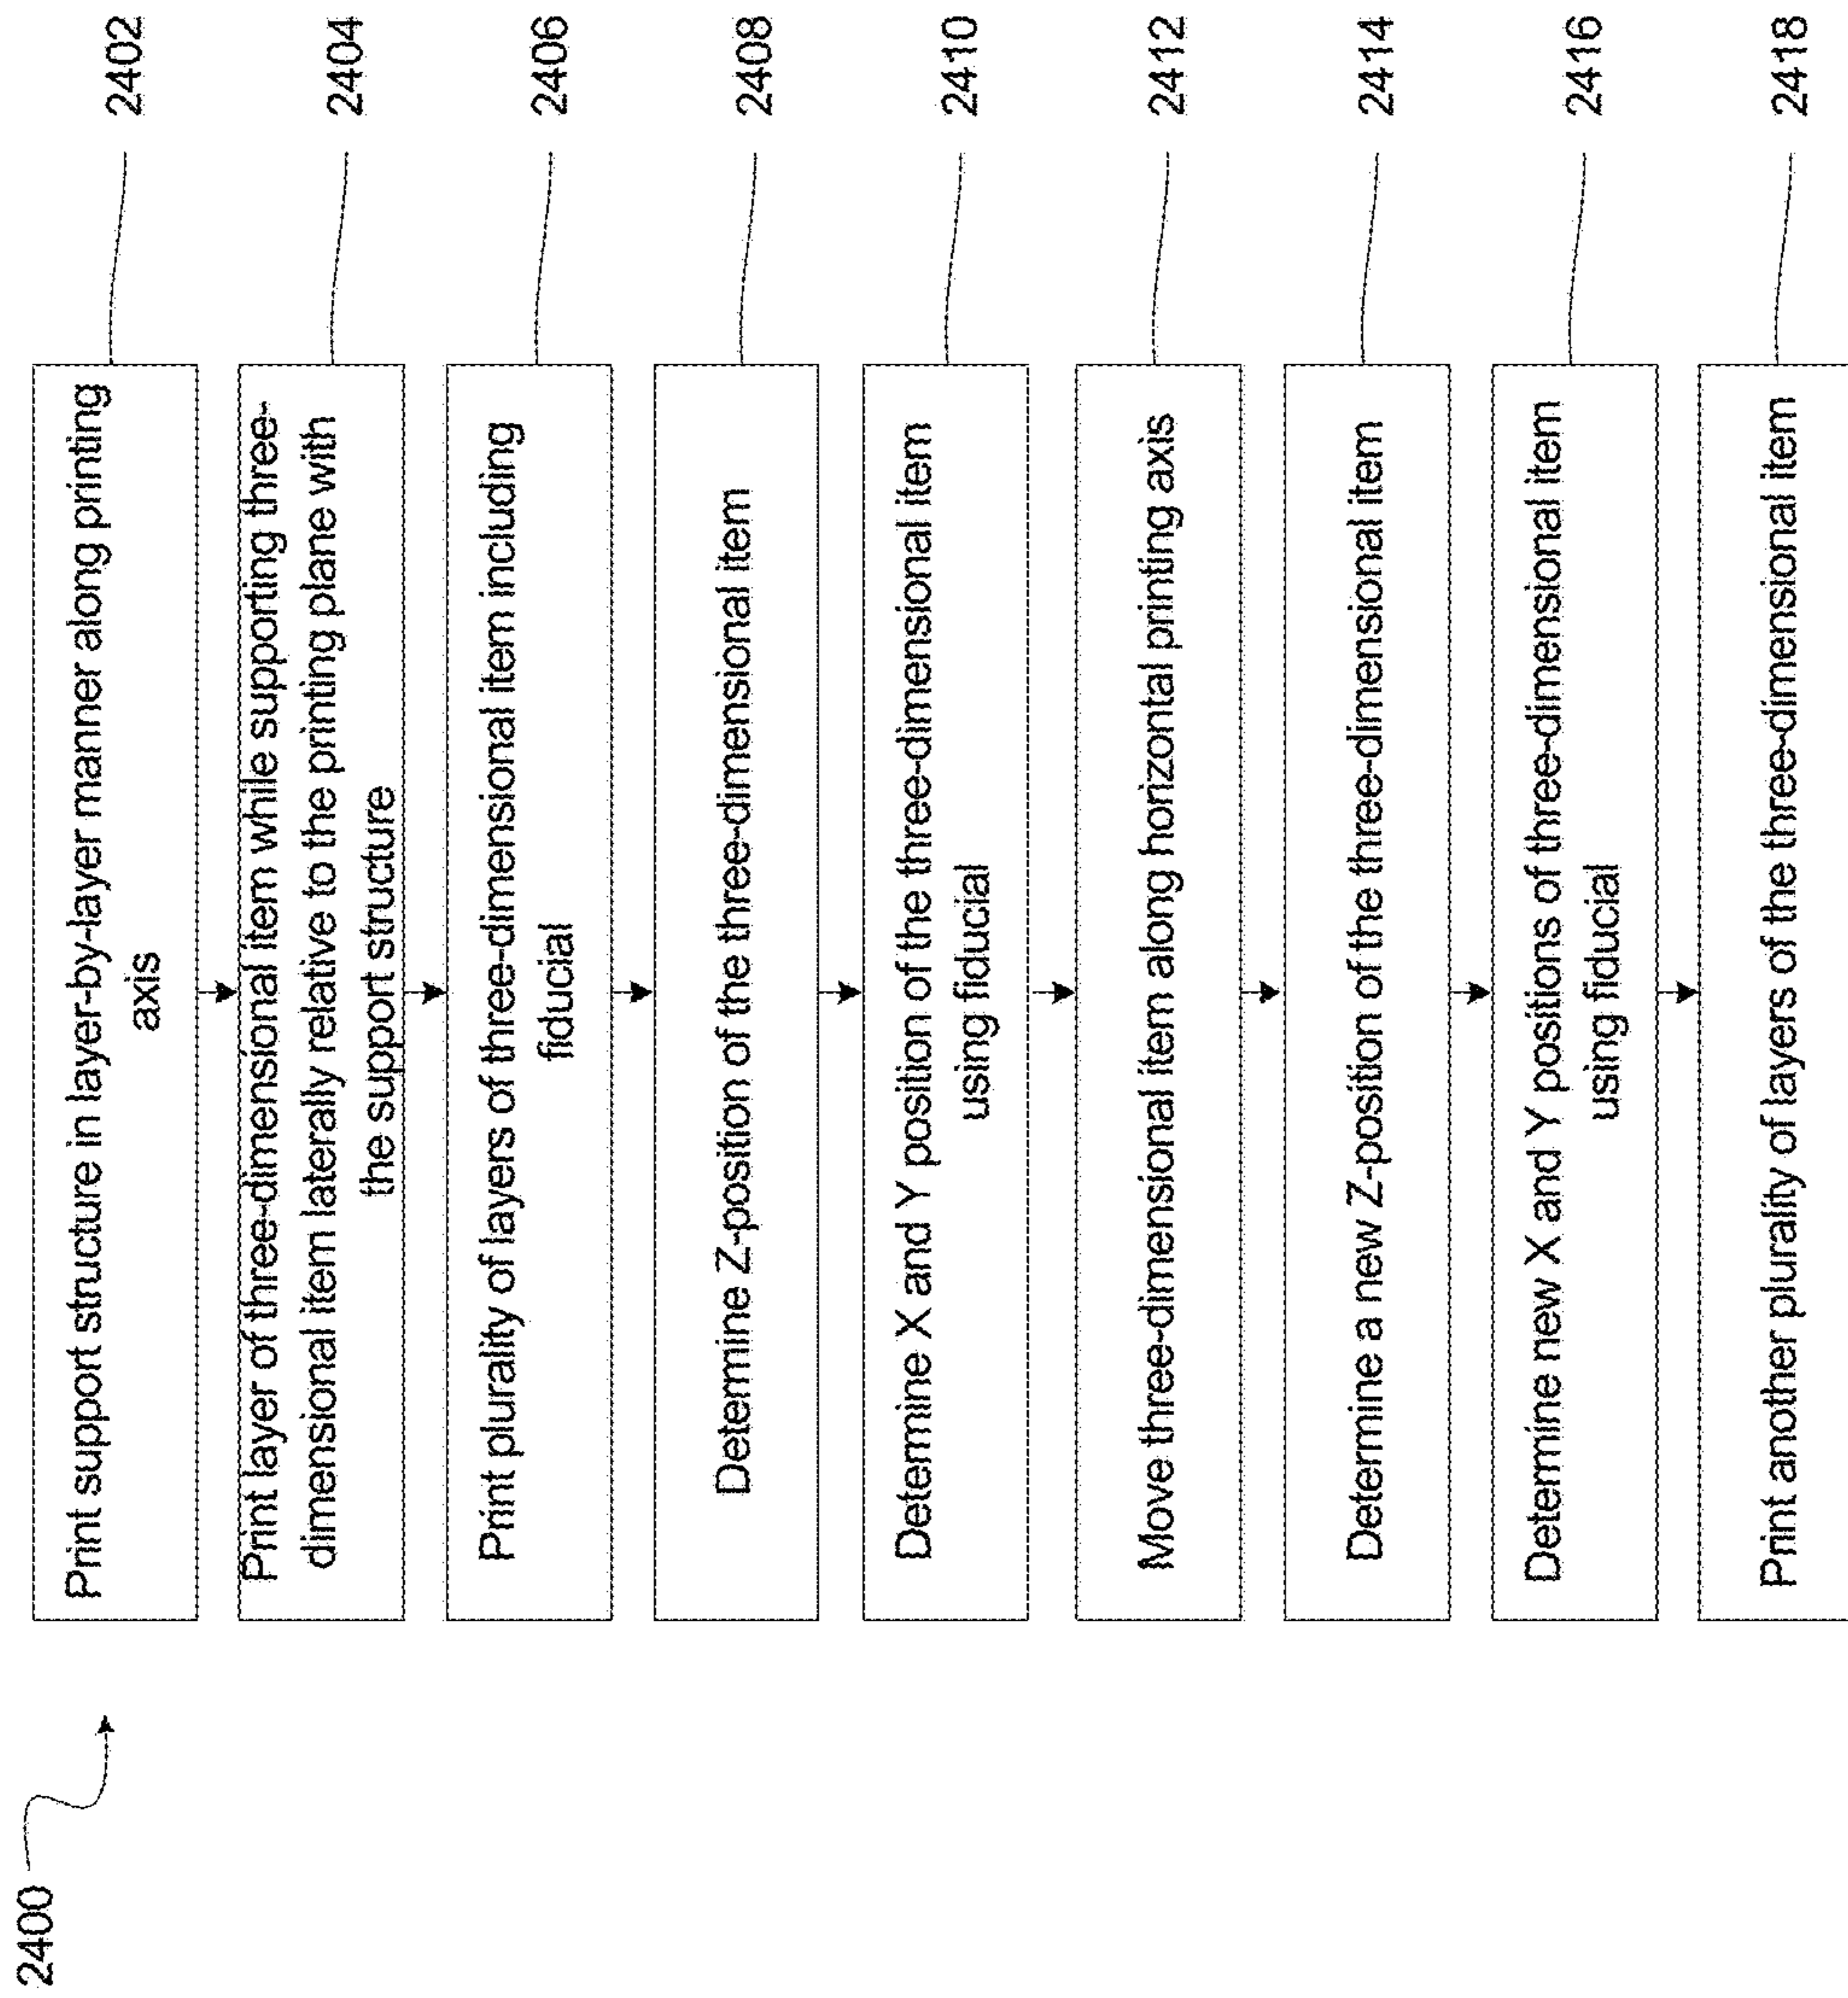 2400
Print support structure in layer-by-layer manner along printing
axis
2402
Print layer of three-dimensional item while supporting three-
dimensional item laterally relative to the printing plane with
the support structure
2404
Print plurality of layers of three-dimensional item including
fiducial
2406
Determine Z-position of the three-dimensional item
2408
Determine X and Y position of the three-dimensional item
using fiducial
2410
Move three-dimensional item along horizontal printing axis
2412
Determine a new Z-position of the three-dimensional item
2414
Determine new X and Y positions of three-dimensional item
using fiducial
2416
Print another plurality of layers of the three-dimensional item
2418